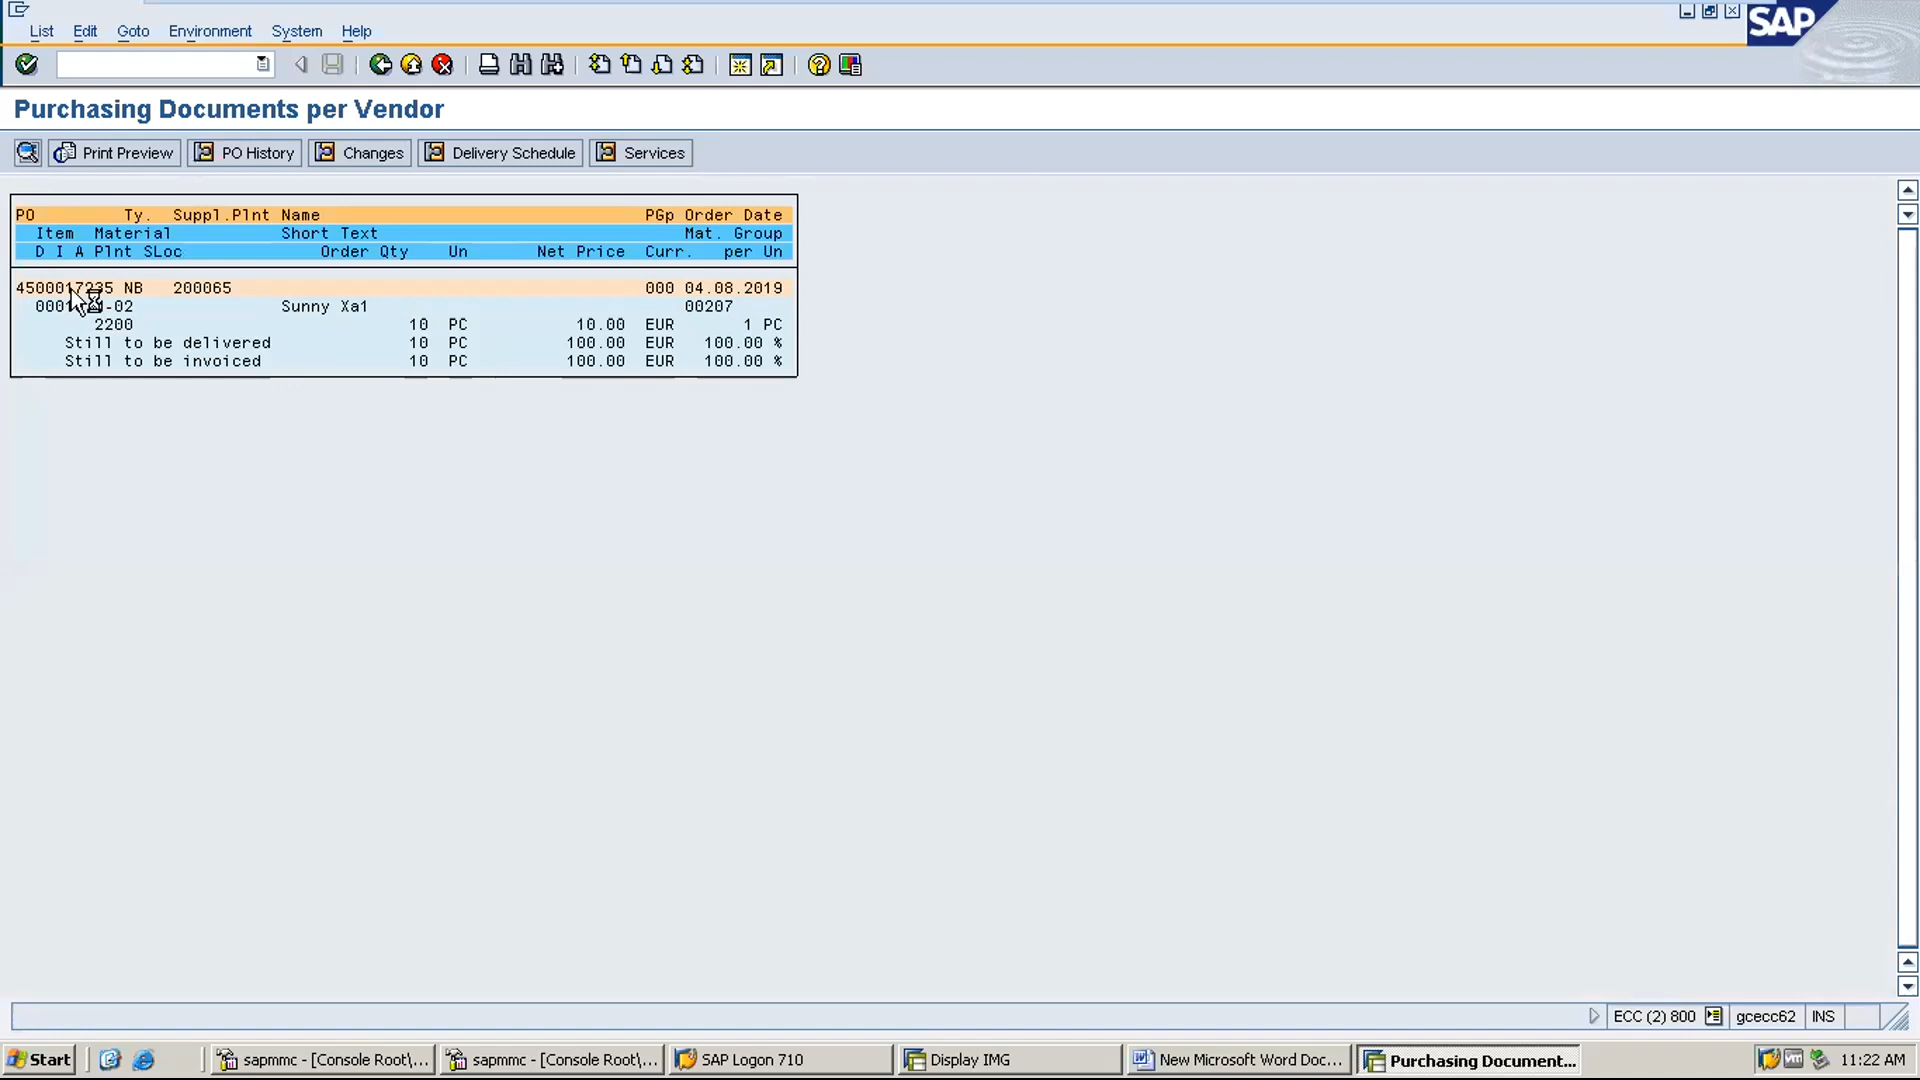 List Edit Goto Environment System Help
SAP
Purchasing Documents per Vendor
Print Preview PO History Changes Delivery Schedule Services
PO Ty. Suppl.Plnt Name PGp Order Date
Item Material Short Text Mat. Group
D I A Plnt SLoc Order Qty Un Net Price Curr. per Un
4500017235 NB 200065 000 04.08.2019
Sunny Xa1 00207
2200 10 PC 10.00 EUR 1 PC
Still to be delivered 10 PC 100.00 EUR 100.00 %
Still to be invoiced 10 PC 100.00 EUR 100.00 %
ECC (2) 800 gcecc62 INS
Start sapmmc - [Console Root\... sapmmc - [Console Root\... SAP Logon 710 Display IMG New Microsoft Word Doc... Purchasing Document... 11:22 AM